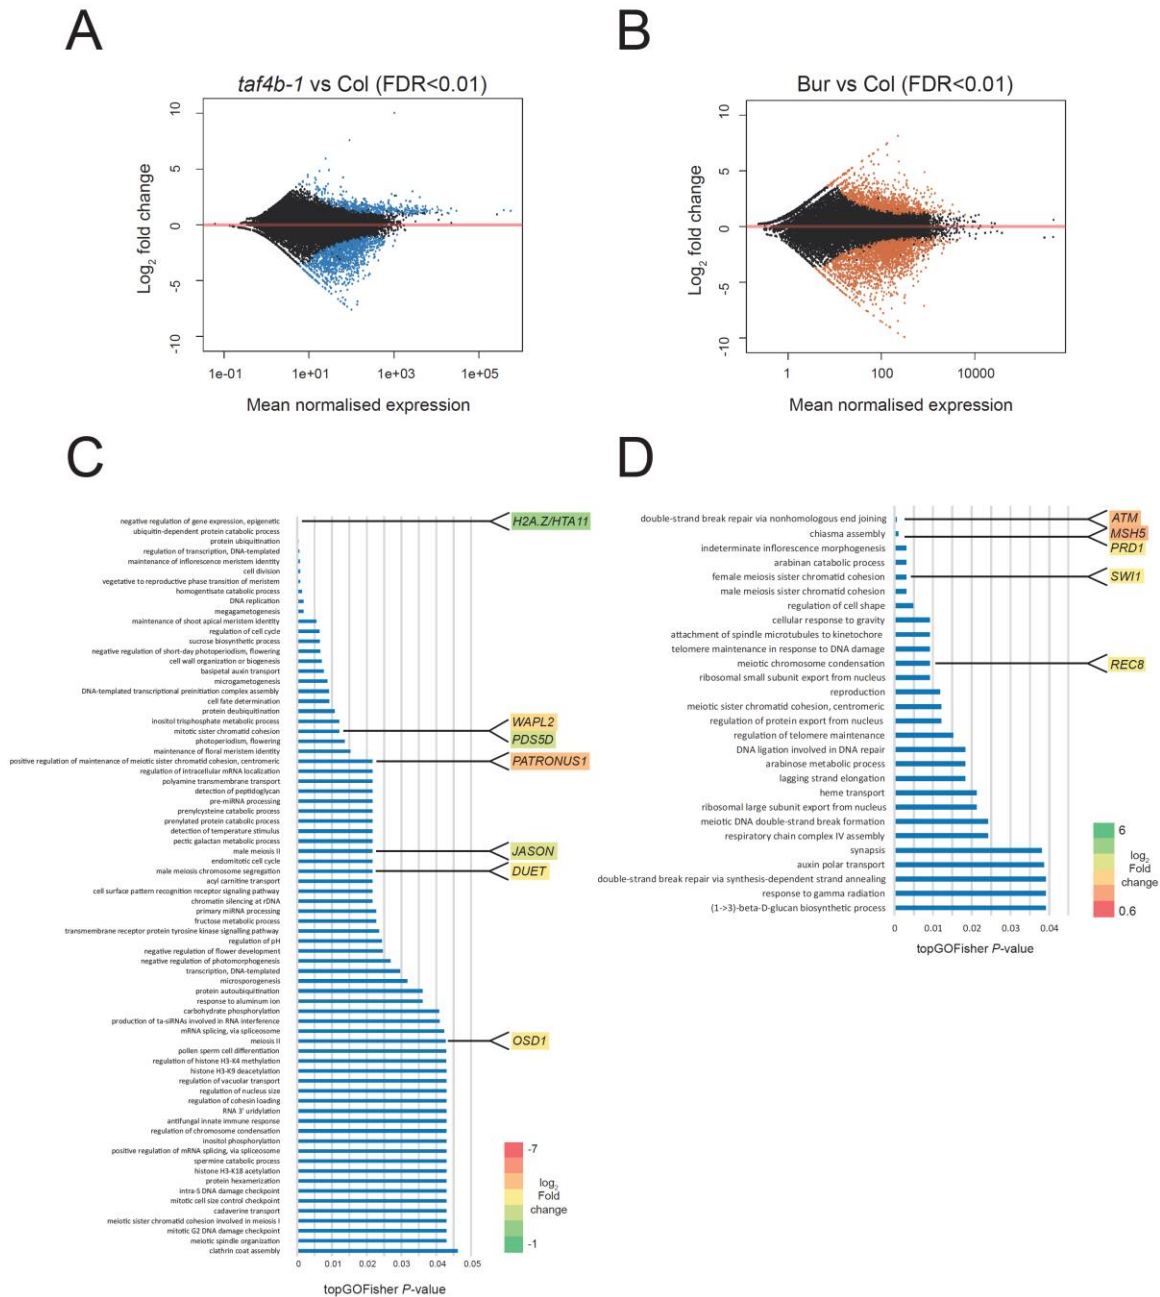 A
B
taf4b-1 vs Col (FDR<0.01)
Bur vs Col (FDR<0.01)
Log2 fold change
10
5
0
-5
-10
1e-01
1e+01
1e+03
1e+05
Mean normalised expression
Log2 fold change
10
5
0
-5
-10
1
100
10000
Mean normalised expression
C
D
negative regulation of gene expression, epigenetic
ubiquitin-dependent protein catabolic process
protein ubiquitination
regulation of transcription, DNA-templated
maintenance of inflorescence meristem identity
cell division
vegetative to reproductive phase transition of meristem
homogentisate catabolic process
DNA replication
megagametogenesis
maintenance of shoot apical meristem identity
regulation of cell cycle
sucrose biosynthetic process
negative regulation of short-day photoperiodism, flowering
cell wall organization or biogenesis
basipetal auxin transport
microgametogenesis
DNA-templated transcriptional preinitiation complex assembly
cell fate determination
protein deubiquitination
inositol trisphosphate metabolic process
mitotic sister chromatid cohesion
photoperiodism, flowering
maintenance of floral meristem identity
positive regulation of maintenance of meiotic sister chromatid cohesion, centromeric
regulation of intracellular mRNA localization
polyamine transmembrane transport
detection of peptidoglycan
pre-miRNA processing
prenylcysteine catabolic process
prenylated protein catabolic process
detection of temperature stimulus
pectic galactan metabolic process
male meiosis II
endomitotic cell cycle
male meiosis chromosome segregation
acyl carnitine transport
cell surface pattern recognition receptor signaling pathway
chromatin silencing at rDNA
primary miRNA processing
fructose metabolic process
transmembrane receptor protein tyrosine kinase signalling pathway
regulation of pH
negative regulation of flower development
negative regulation of photomorphogenesis
transcription, DNA-templated
microsporogenesis
protein autoubiquitination
response to aluminum ion
carbohydrate phosphorylation
production of ta-siRNAs involved in RNA interference
mRNA splicing, via spliceosome
meiosis II
pollen sperm cell differentiation
regulation of histone H3-K4 methylation
histone H3-K9 deacetylation
regulation of vacuolar transport
regulation of nucleus size
regulation of cohesin loading
RNA 3' uridylation
antifungal innate immune response
regulation of chromosome condensation
inositol phosphorylation
positive regulation of mRNA splicing, via spliceosome
spermine catabolic process
histone H3-K18 acetylation
protein hexamerization
intra-S DNA damage checkpoint
mitotic cell size control checkpoint
cadaverine transport
meiotic sister chromatid cohesion involved in meiosis I
mitotic G2 DNA damage checkpoint
meiotic spindle organization
clathrin coat assembly
0
0.01
0.02
0.03
0.04
0.05
topGOFisher P-value
H2A.Z/HTA11
WAPL2
PDS5D
PATRONUS1
JASON
DUET
OSD1
-7
log2
Fold
change
-1
double-strand break repair via nonhomologous end joining
chiasma assembly
indeterminate inflorescence morphogenesis
arabinan catabolic process
female meiosis sister chromatid cohesion
male meiosis sister chromatid cohesion
regulation of cell shape
cellular response to gravity
attachment of spindle microtubules to kinetochore
telomere maintenance in response to DNA damage
meiotic chromosome condensation
ribosomal small subunit export from nucleus
reproduction
meiotic sister chromatid cohesion, centromeric
regulation of protein export from nucleus
regulation of telomere maintenance
DNA ligation involved in DNA repair
arabinose metabolic process
lagging strand elongation
heme transport
ribosomal large subunit export from nucleus
meiotic DNA double-strand break formation
respiratory chain complex IV assembly
synapsis
auxin polar transport
double-strand break repair via synthesis-dependent strand annealing
response to gamma radiation
(1->3)-beta-D-glucan biosynthetic process
0
0.01
0.02
0.03
0.04
topGOFisher P-value
ATM
MSH5
PRD1
SWI1
REC8
6
log2
Fold
change
0.6